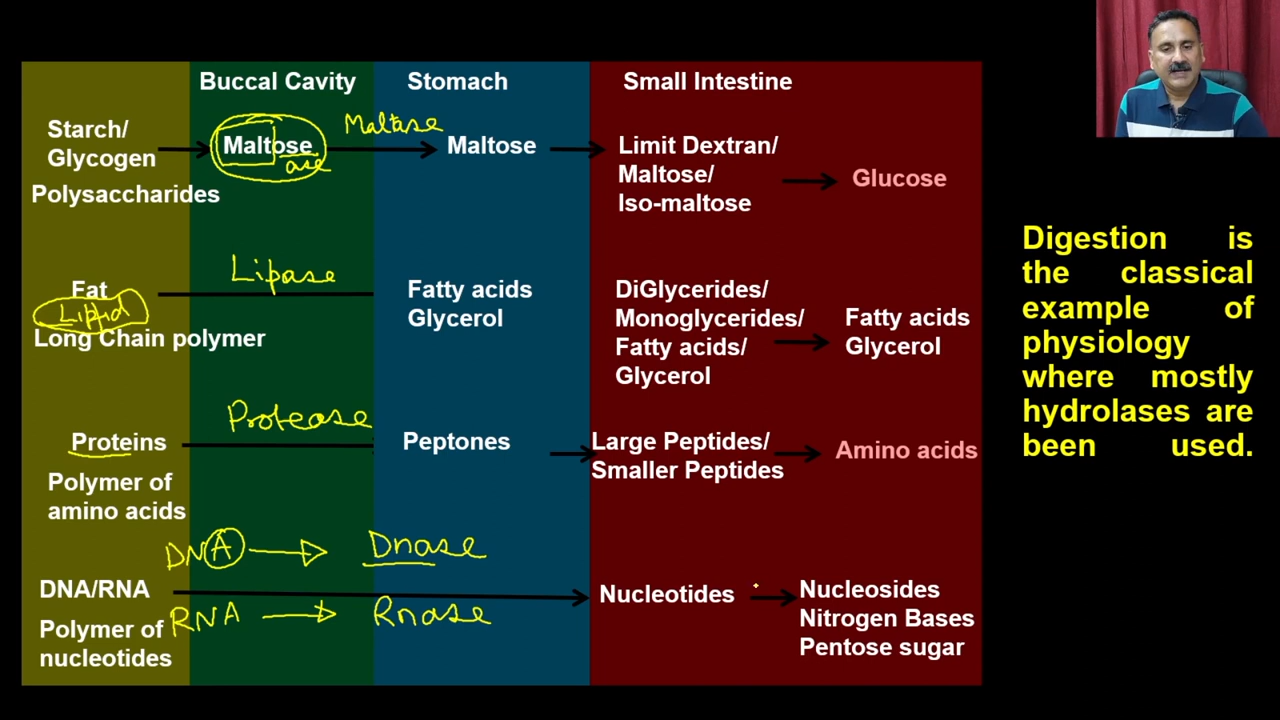 Buccal Cavity
Stomach
Small Intestine
Starch/
Glycogen
Polysaccharides
Maltose
ase
Maltase
Maltose
Limit Dextran/
Maltose/
Iso-maltose
Glucose
Fat
Lipid
Long Chain polymer
Lipase
Fatty acids
Glycerol
DiGlycerides/
Monoglycerides/
Fatty acids/
Glycerol
Fatty acids
Glycerol
Proteins
Polymer of
amino acids
Protease
Peptones
Large Peptides/
Smaller Peptides
Amino acids
DNA
Dnase
DNA/RNA
Polymer of
nucleotides
RNA
Rnase
Nucleotides
Nucleosides
Nitrogen Bases
Pentose sugar
Digestion is
the classical
example of
physiology
where mostly
hydrolases are
been used.